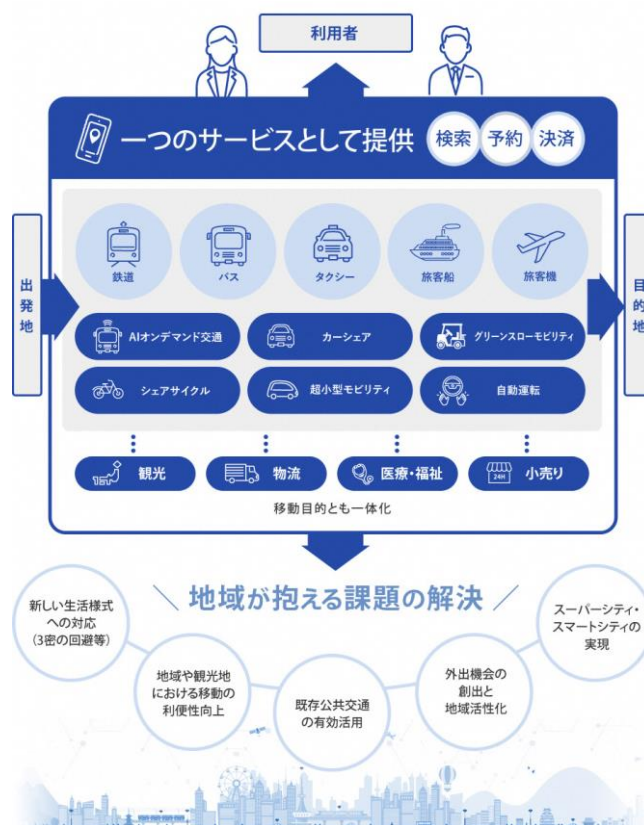 利用者
一つのサービスとして提供
検索
予約
決済
出発地
目的地
鉄道
バス
タクシー
旅客船
旅客機
AIオンデマンド交通
カーシェア
グリーンスローモビリティ
シェアサイクル
超小型モビリティ
自動運転
観光
物流
24H
医療・福祉
小売り
移動目的とも一体化
地域が抱える課題の解決
新しい生活様式
への対応
(3密の回避等)
地域や観光地
における移動の
利便性向上
既存公共交通
の有効活用
外出機会の
創出と
地域活性化
スーパーシティ・
スマートシティの
実現